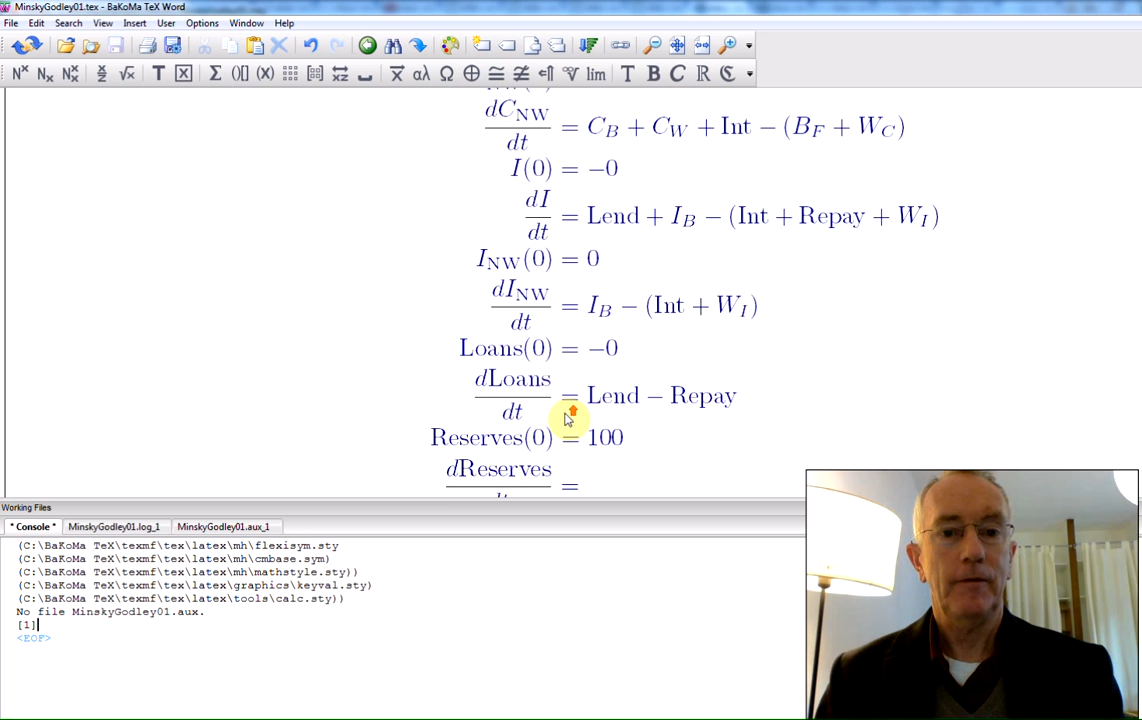 MinskyGodley01.tex - BaKoMa TeX Word
File Edit Search View Insert User Options Window Help
dC_NW/dt = C_B + C_W + Int − (B_F + W_C)
I(0) = −0
dI/dt = Lend + I_B − (Int + Repay + W_I)
I_NW(0) = 0
dI_NW/dt = I_B − (Int + W_I)
Loans(0) = −0
dLoans/dt = Lend − Repay
Reserves(0) = 100
dReserves =
Working Files
* Console * MinskyGodley01.log_1 MinskyGodley01.aux_1
(C:\BaKoMa TeX\texmf\tex\latex\mh\flexisym.sty
(C:\BaKoMa TeX\texmf\tex\latex\mh\cmbase.sym)
(C:\BaKoMa TeX\texmf\tex\latex\mh\mathstyle.sty))
(C:\BaKoMa TeX\texmf\tex\latex\graphics\keyval.sty)
(C:\BaKoMa TeX\texmf\tex\latex\tools\calc.sty))
No file MinskyGodley01.aux.
[1]
<EOF>